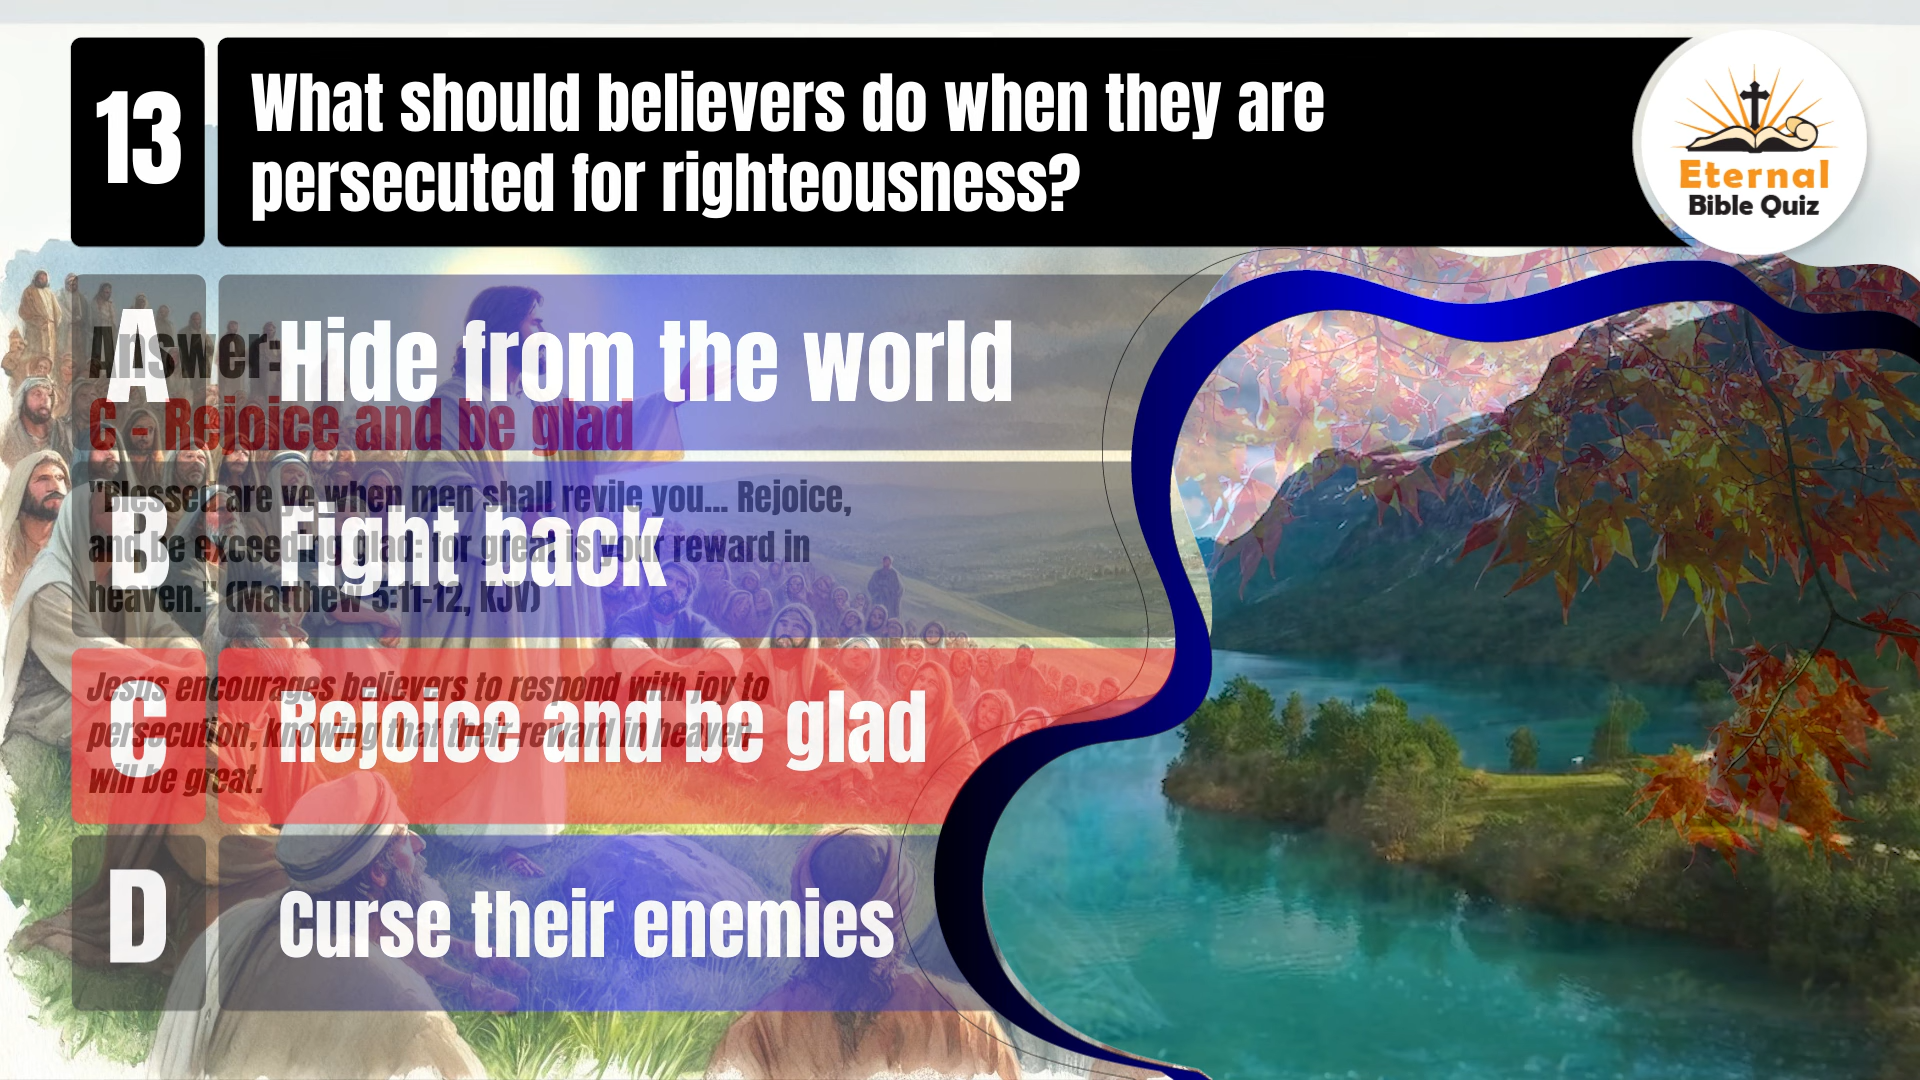 13
What should believers do when they are
persecuted for righteousness?
Eternal
Bible Quiz
A
Hide from the world
B
Fight back
C
Rejoice and be glad
D
Curse their enemies
Answer:
C - Rejoice and be glad
"Blessed are ye when men shall revile you... Rejoice,
and be exceeding glad: for great is your reward in
heaven." (Matthew 5:11-12, KJV)
Jesus encourages believers to respond with joy to
persecution, knowing that their reward in heaven
will be great.